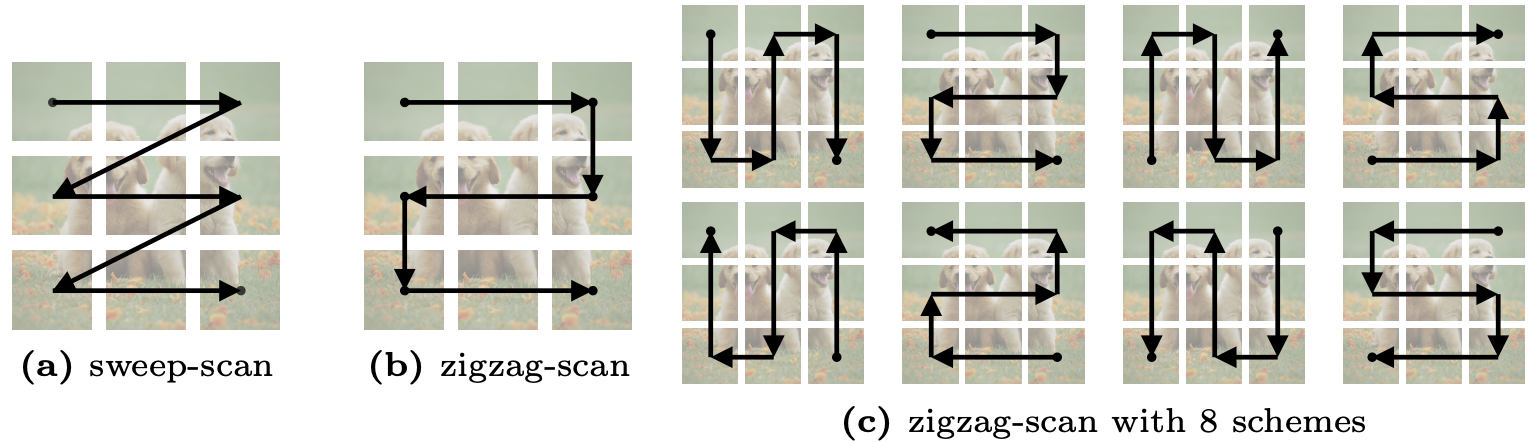 (a) sweep-scan
(b) zigzag-scan
(c) zigzag-scan with 8 schemes